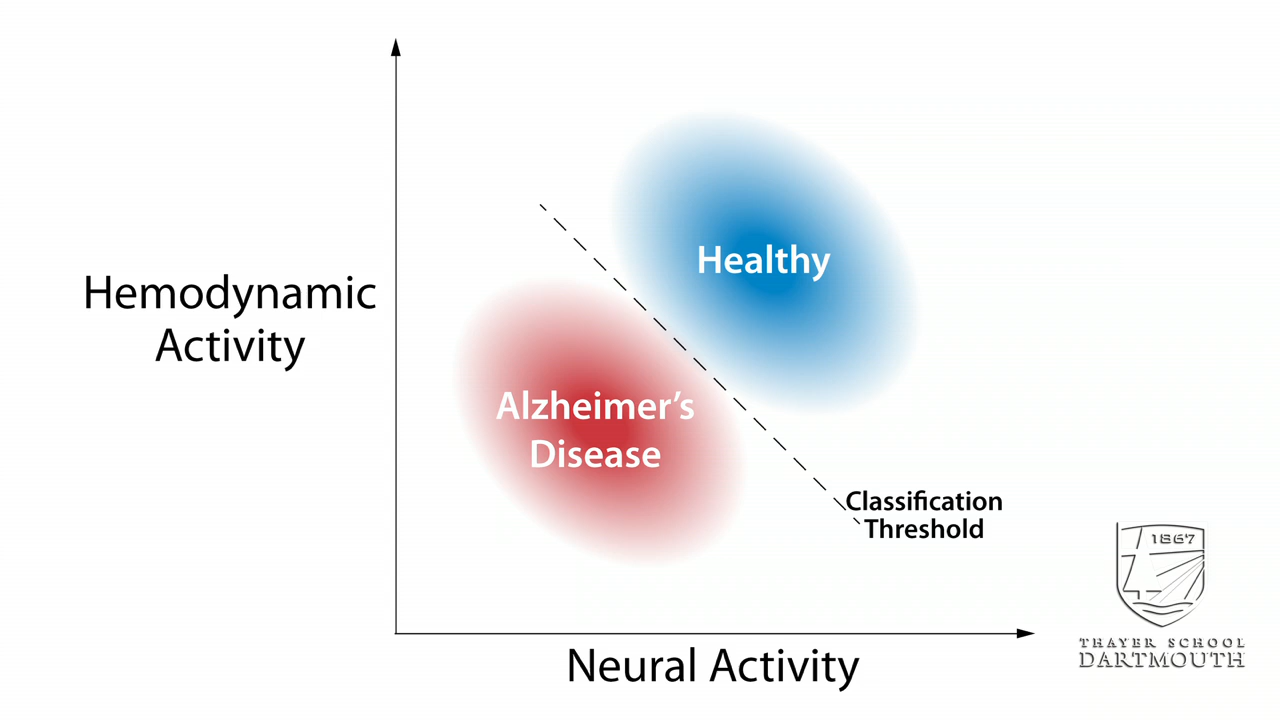 Hemodynamic
Activity
Healthy
Alzheimer's
Disease
Classification
Threshold
Neural Activity
1867
THAYER SCHOOL
DARTMOUTH